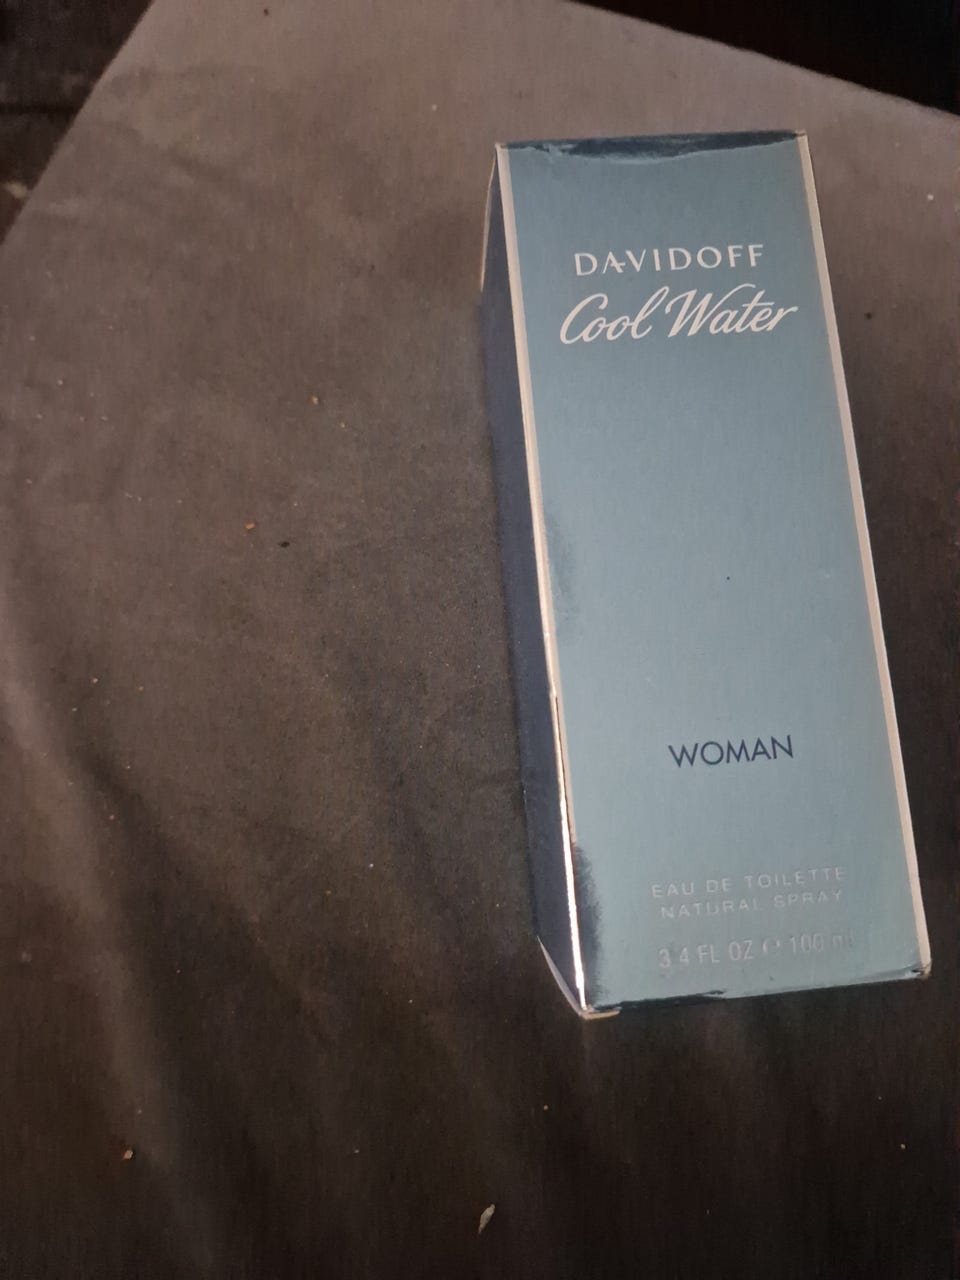 DAVIDOFF
Cool Water
WOMAN
EAU DE TOILETTE
NATURAL SPRAY
3.4 FL OZ ℮ 100 ml